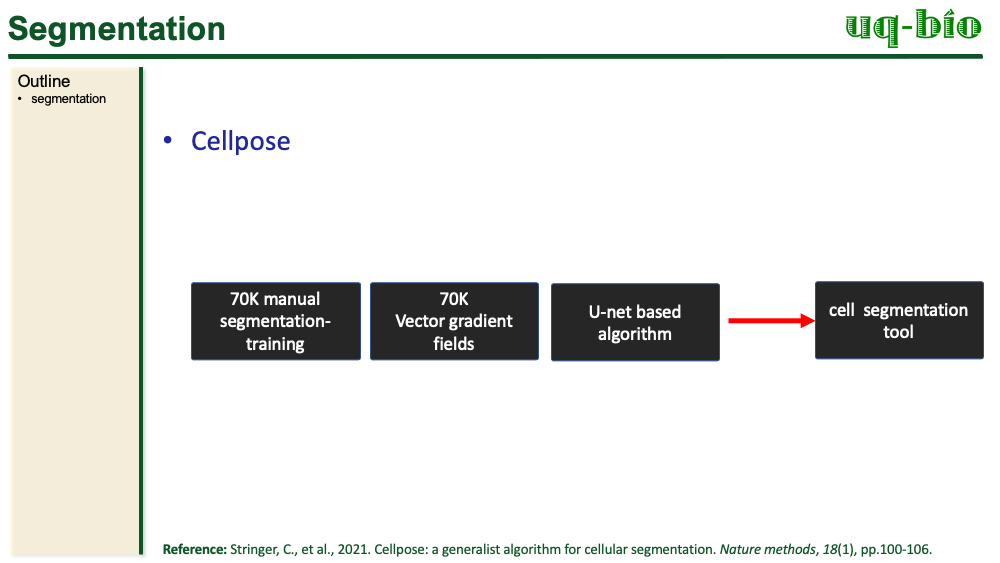 Segmentation
uq-bio
Outline
• segmentation
• Cellpose
70K manual
segmentation-
training
70K
Vector gradient
fields
U-net based
algorithm
cell segmentation
tool
Reference: Stringer, C., et al., 2021. Cellpose: a generalist algorithm for cellular segmentation. Nature methods, 18(1), pp.100-106.